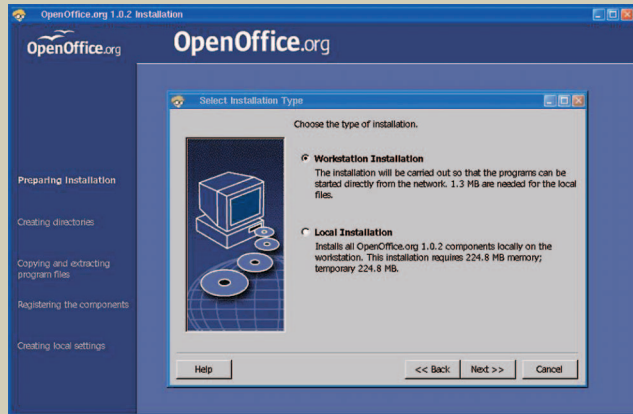 OpenOffice.org 1.0.2 Installation
OpenOffice.org
OpenOffice.org
Select Installation Type
Choose the type of installation.
Workstation Installation
The installation will be carried out so that the programs can be
started directly from the network. 1.3 MB are needed for the local
files.
Local Installation
Installs all OpenOffice.org 1.0.2 components locally on the
workstation. This installation requires 224.8 MB memory;
temporary 224.8 MB.
Preparing Installation
Creating directories
Copying and extracting
program files
Registering the components
Creating local settings
Help
<< Back
Next >>
Cancel